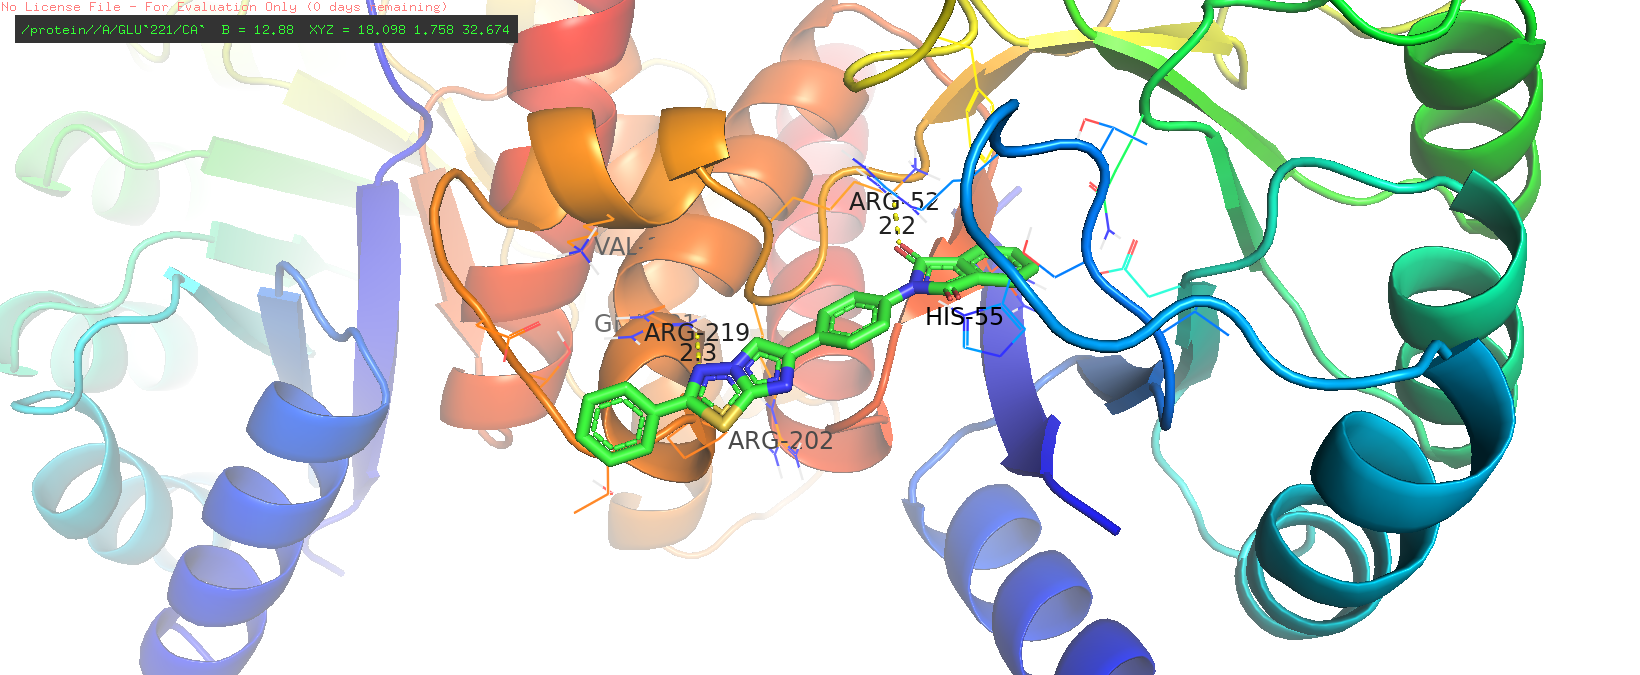 No License File - For Evaluation Only (0 days remaining)
/protein//A/GLU`221/CA` B = 12.88 XYZ = 18.098 1.758 32.674
ARG-52
2.2
VAL-
HIS-55
ARG-219
2.3
ARG-202